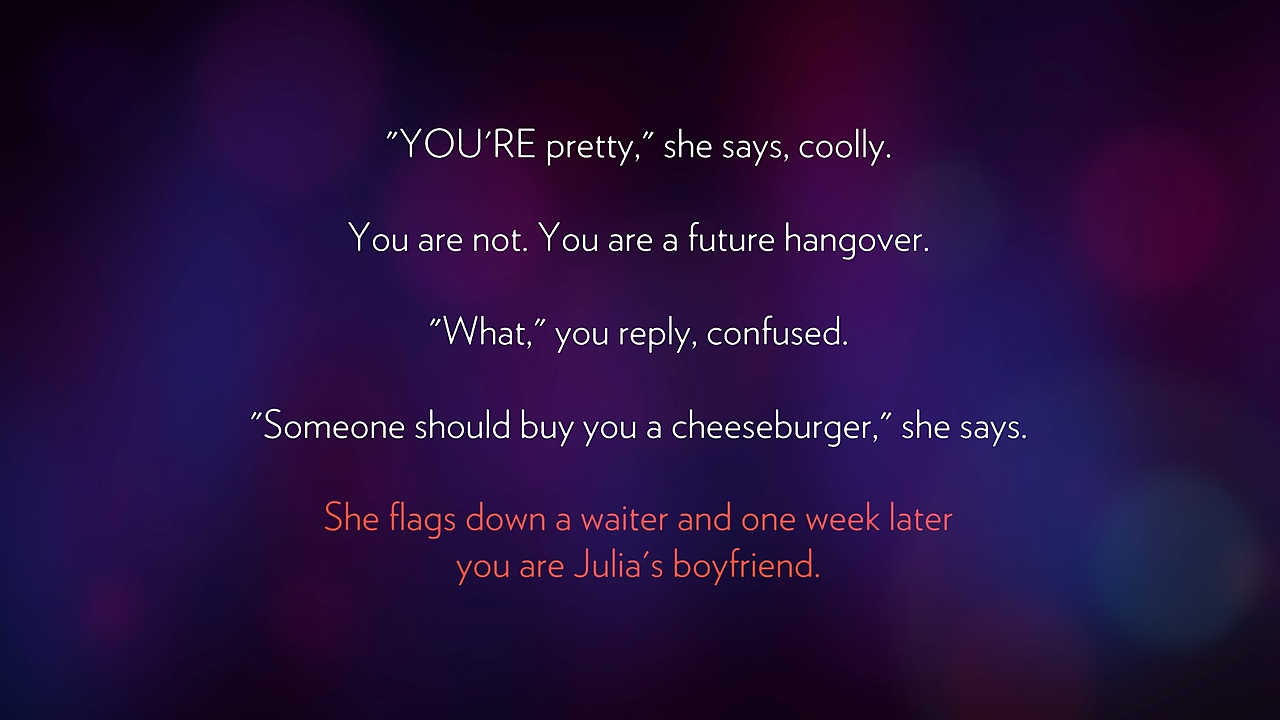 "YOU'RE pretty," she says, coolly.
You are not. You are a future hangover.
"What," you reply, confused.
"Someone should buy you a cheeseburger," she says.
She flags down a waiter and one week later
you are Julia's boyfriend.